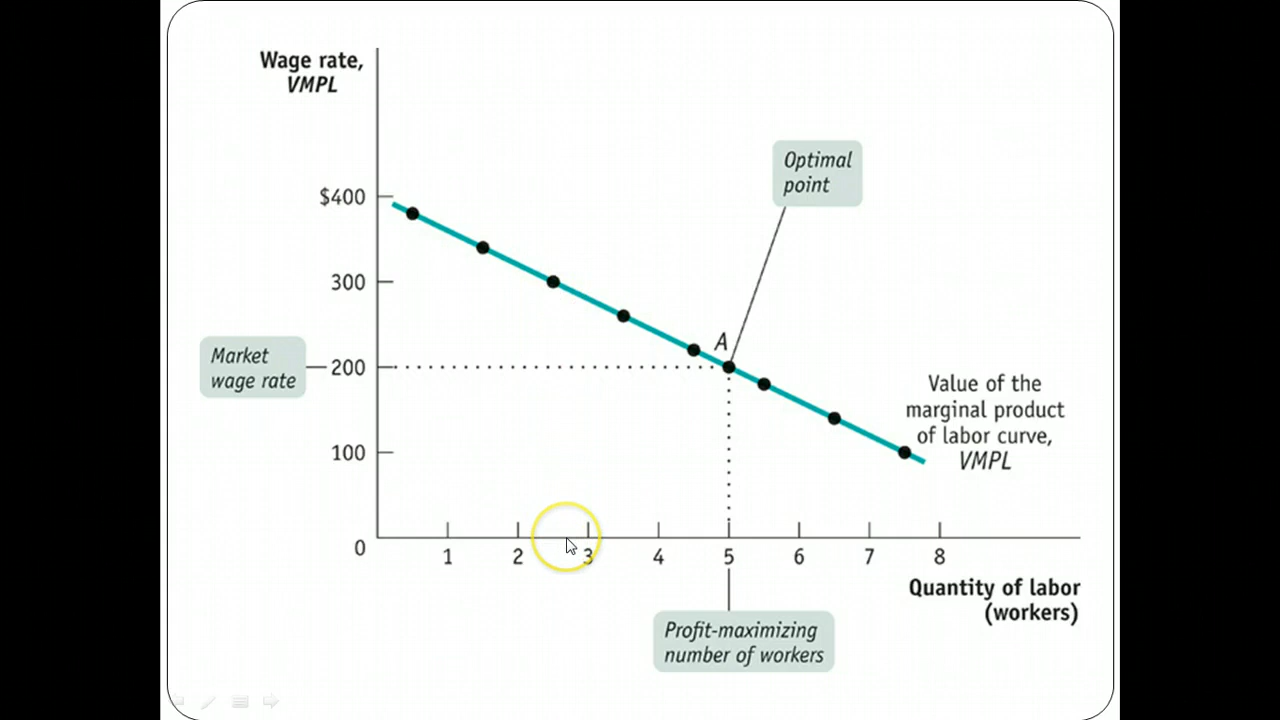 Wage rate,
VMPL
Optimal
point
$400
300
A
Market
wage rate
200
Value of the
marginal product
of labor curve,
VMPL
100
0
1 2 3 4 5 6 7 8
Quantity of labor
(workers)
Profit-maximizing
number of workers